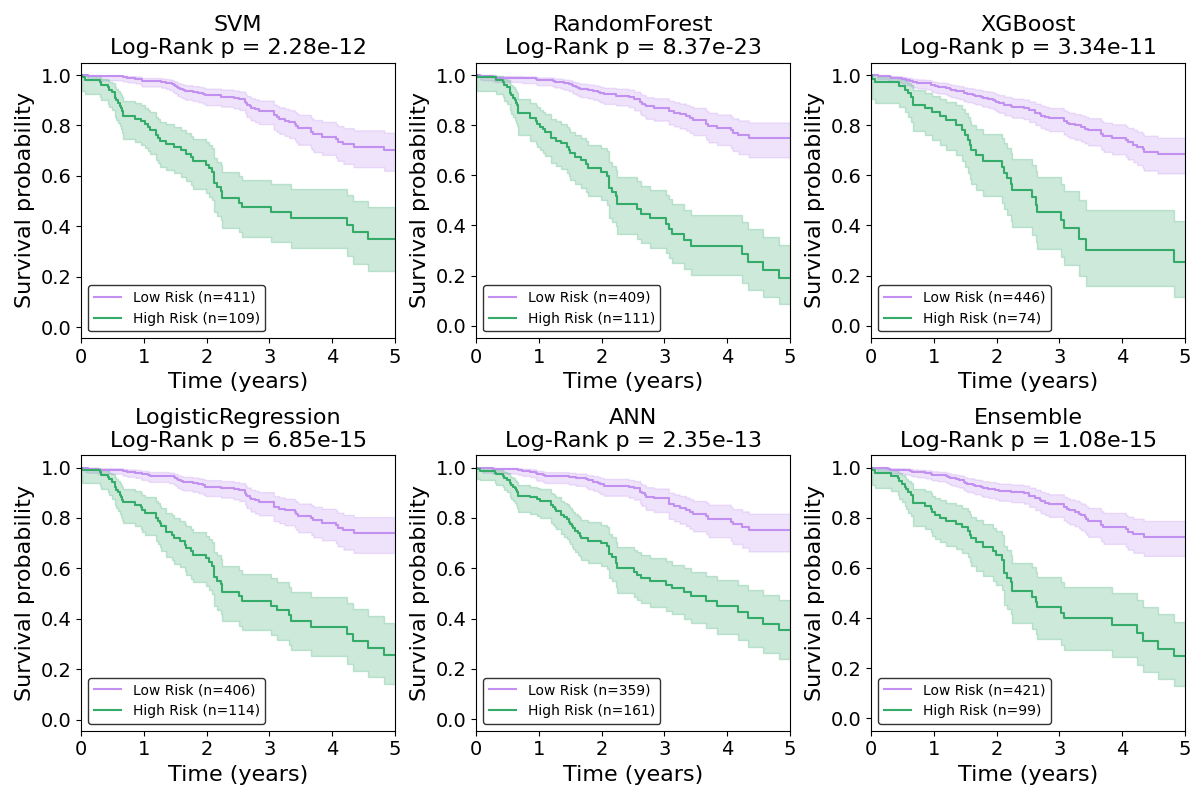 SVM
Log-Rank p = 2.28e-12
Survival probability
1.0
0.8
0.6
0.4
0.2
0.0
Low Risk (n=411)
High Risk (n=109)
0 1 2 3 4 5
Time (years)
RandomForest
Log-Rank p = 8.37e-23
Survival probability
1.0
0.8
0.6
0.4
0.2
0.0
Low Risk (n=409)
High Risk (n=111)
0 1 2 3 4 5
Time (years)
XGBoost
Log-Rank p = 3.34e-11
Survival probability
1.0
0.8
0.6
0.4
0.2
0.0
Low Risk (n=446)
High Risk (n=74)
0 1 2 3 4 5
Time (years)
LogisticRegression
Log-Rank p = 6.85e-15
Survival probability
1.0
0.8
0.6
0.4
0.2
0.0
Low Risk (n=406)
High Risk (n=114)
0 1 2 3 4 5
Time (years)
ANN
Log-Rank p = 2.35e-13
Survival probability
1.0
0.8
0.6
0.4
0.2
0.0
Low Risk (n=359)
High Risk (n=161)
0 1 2 3 4 5
Time (years)
Ensemble
Log-Rank p = 1.08e-15
Survival probability
1.0
0.8
0.6
0.4
0.2
0.0
Low Risk (n=421)
High Risk (n=99)
0 1 2 3 4 5
Time (years)